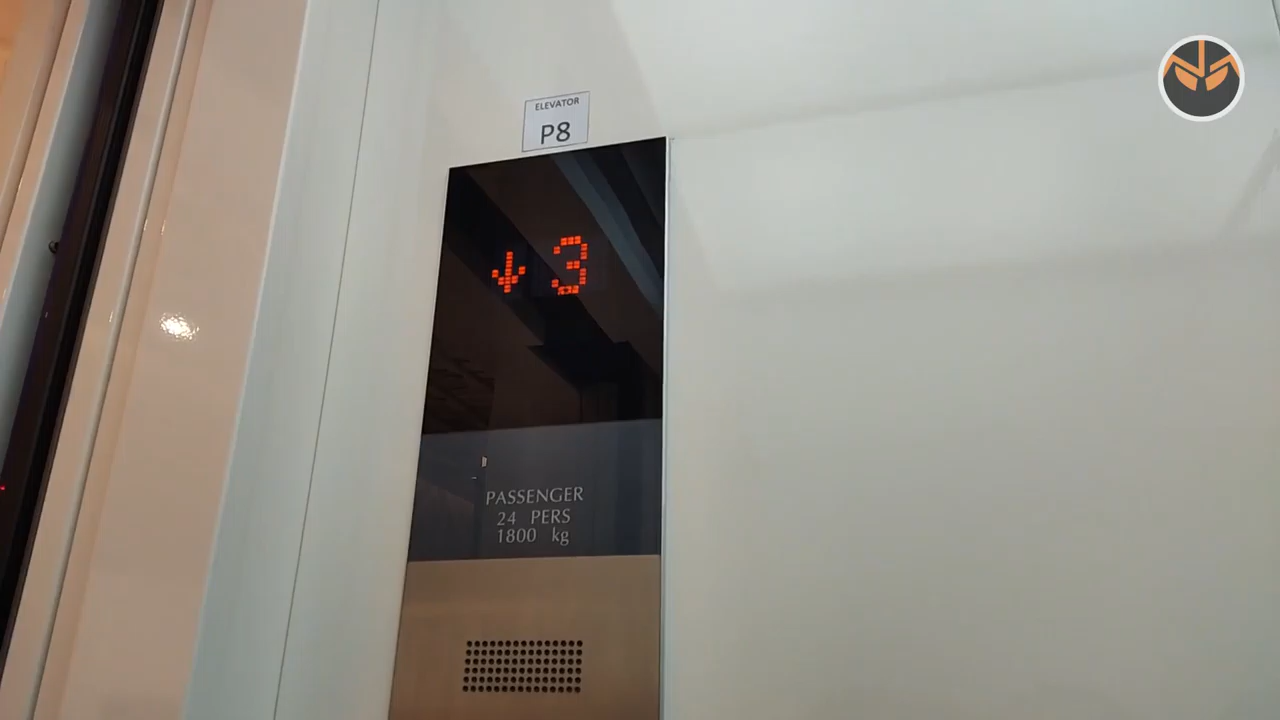 ELEVATOR
P8
↓ 3
PASSENGER
24 PERS
1800 kg